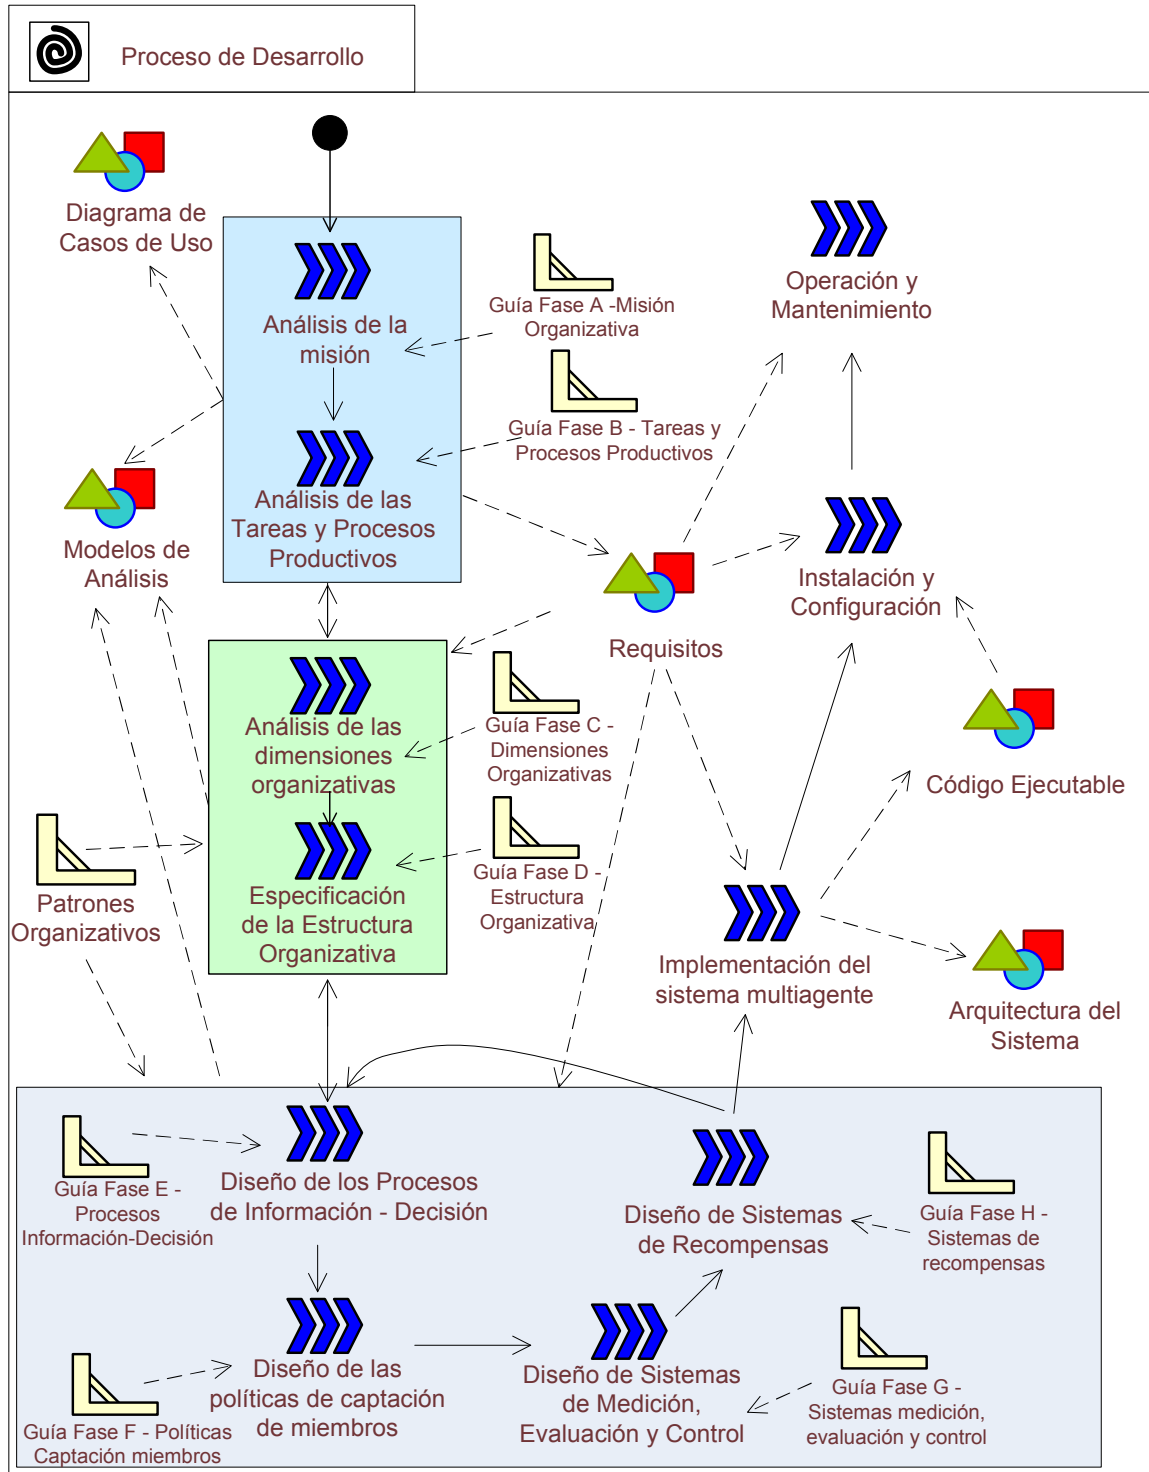 Proceso de Desarrollo
Diagrama de
Casos de Uso
Análisis de la
misión
Guía Fase A -Misión
Organizativa
Operación y
Mantenimiento
Guía Fase B - Tareas y
Procesos Productivos
Análisis de las
Tareas y Procesos
Productivos
Modelos de
Análisis
Instalación y
Configuración
Requisitos
Análisis de las
dimensiones
organizativas
Guía Fase C -
Dimensiones
Organizativas
Código Ejecutable
Guía Fase D -
Estructura
Organizativa
Patrones
Organizativos
Especificación
de la Estructura
Organizativa
Implementación del
sistema multiagente
Arquitectura del
Sistema
Guía Fase E -
Procesos
Información-Decisión
Diseño de los Procesos
de Información - Decisión
Diseño de Sistemas
de Recompensas
Guía Fase H -
Sistemas de
recompensas
Guía Fase F - Políticas
Captación miembros
Diseño de las
políticas de captación
de miembros
Diseño de Sistemas
de Medición,
Evaluación y Control
Guía Fase G -
Sistemas medición,
evaluación y control